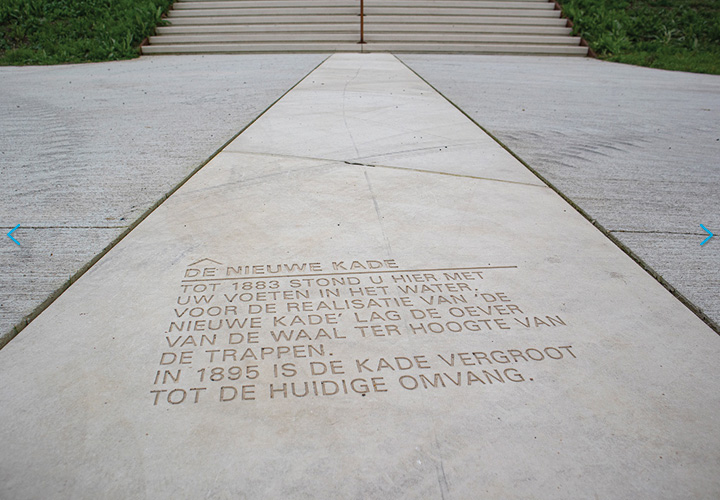 DE NIEUWE KADE
TOT 1883 STOND U HIER MET
UW VOETEN IN HET WATER.
VOOR DE REALISATIE VAN 'DE
NIEUWE KADE' LAG DE OEVER
VAN DE WAAL TER HOOGTE VAN
DE TRAPPEN.
IN 1895 IS DE KADE VERGROOT
TOT DE HUIDIGE OMVANG.